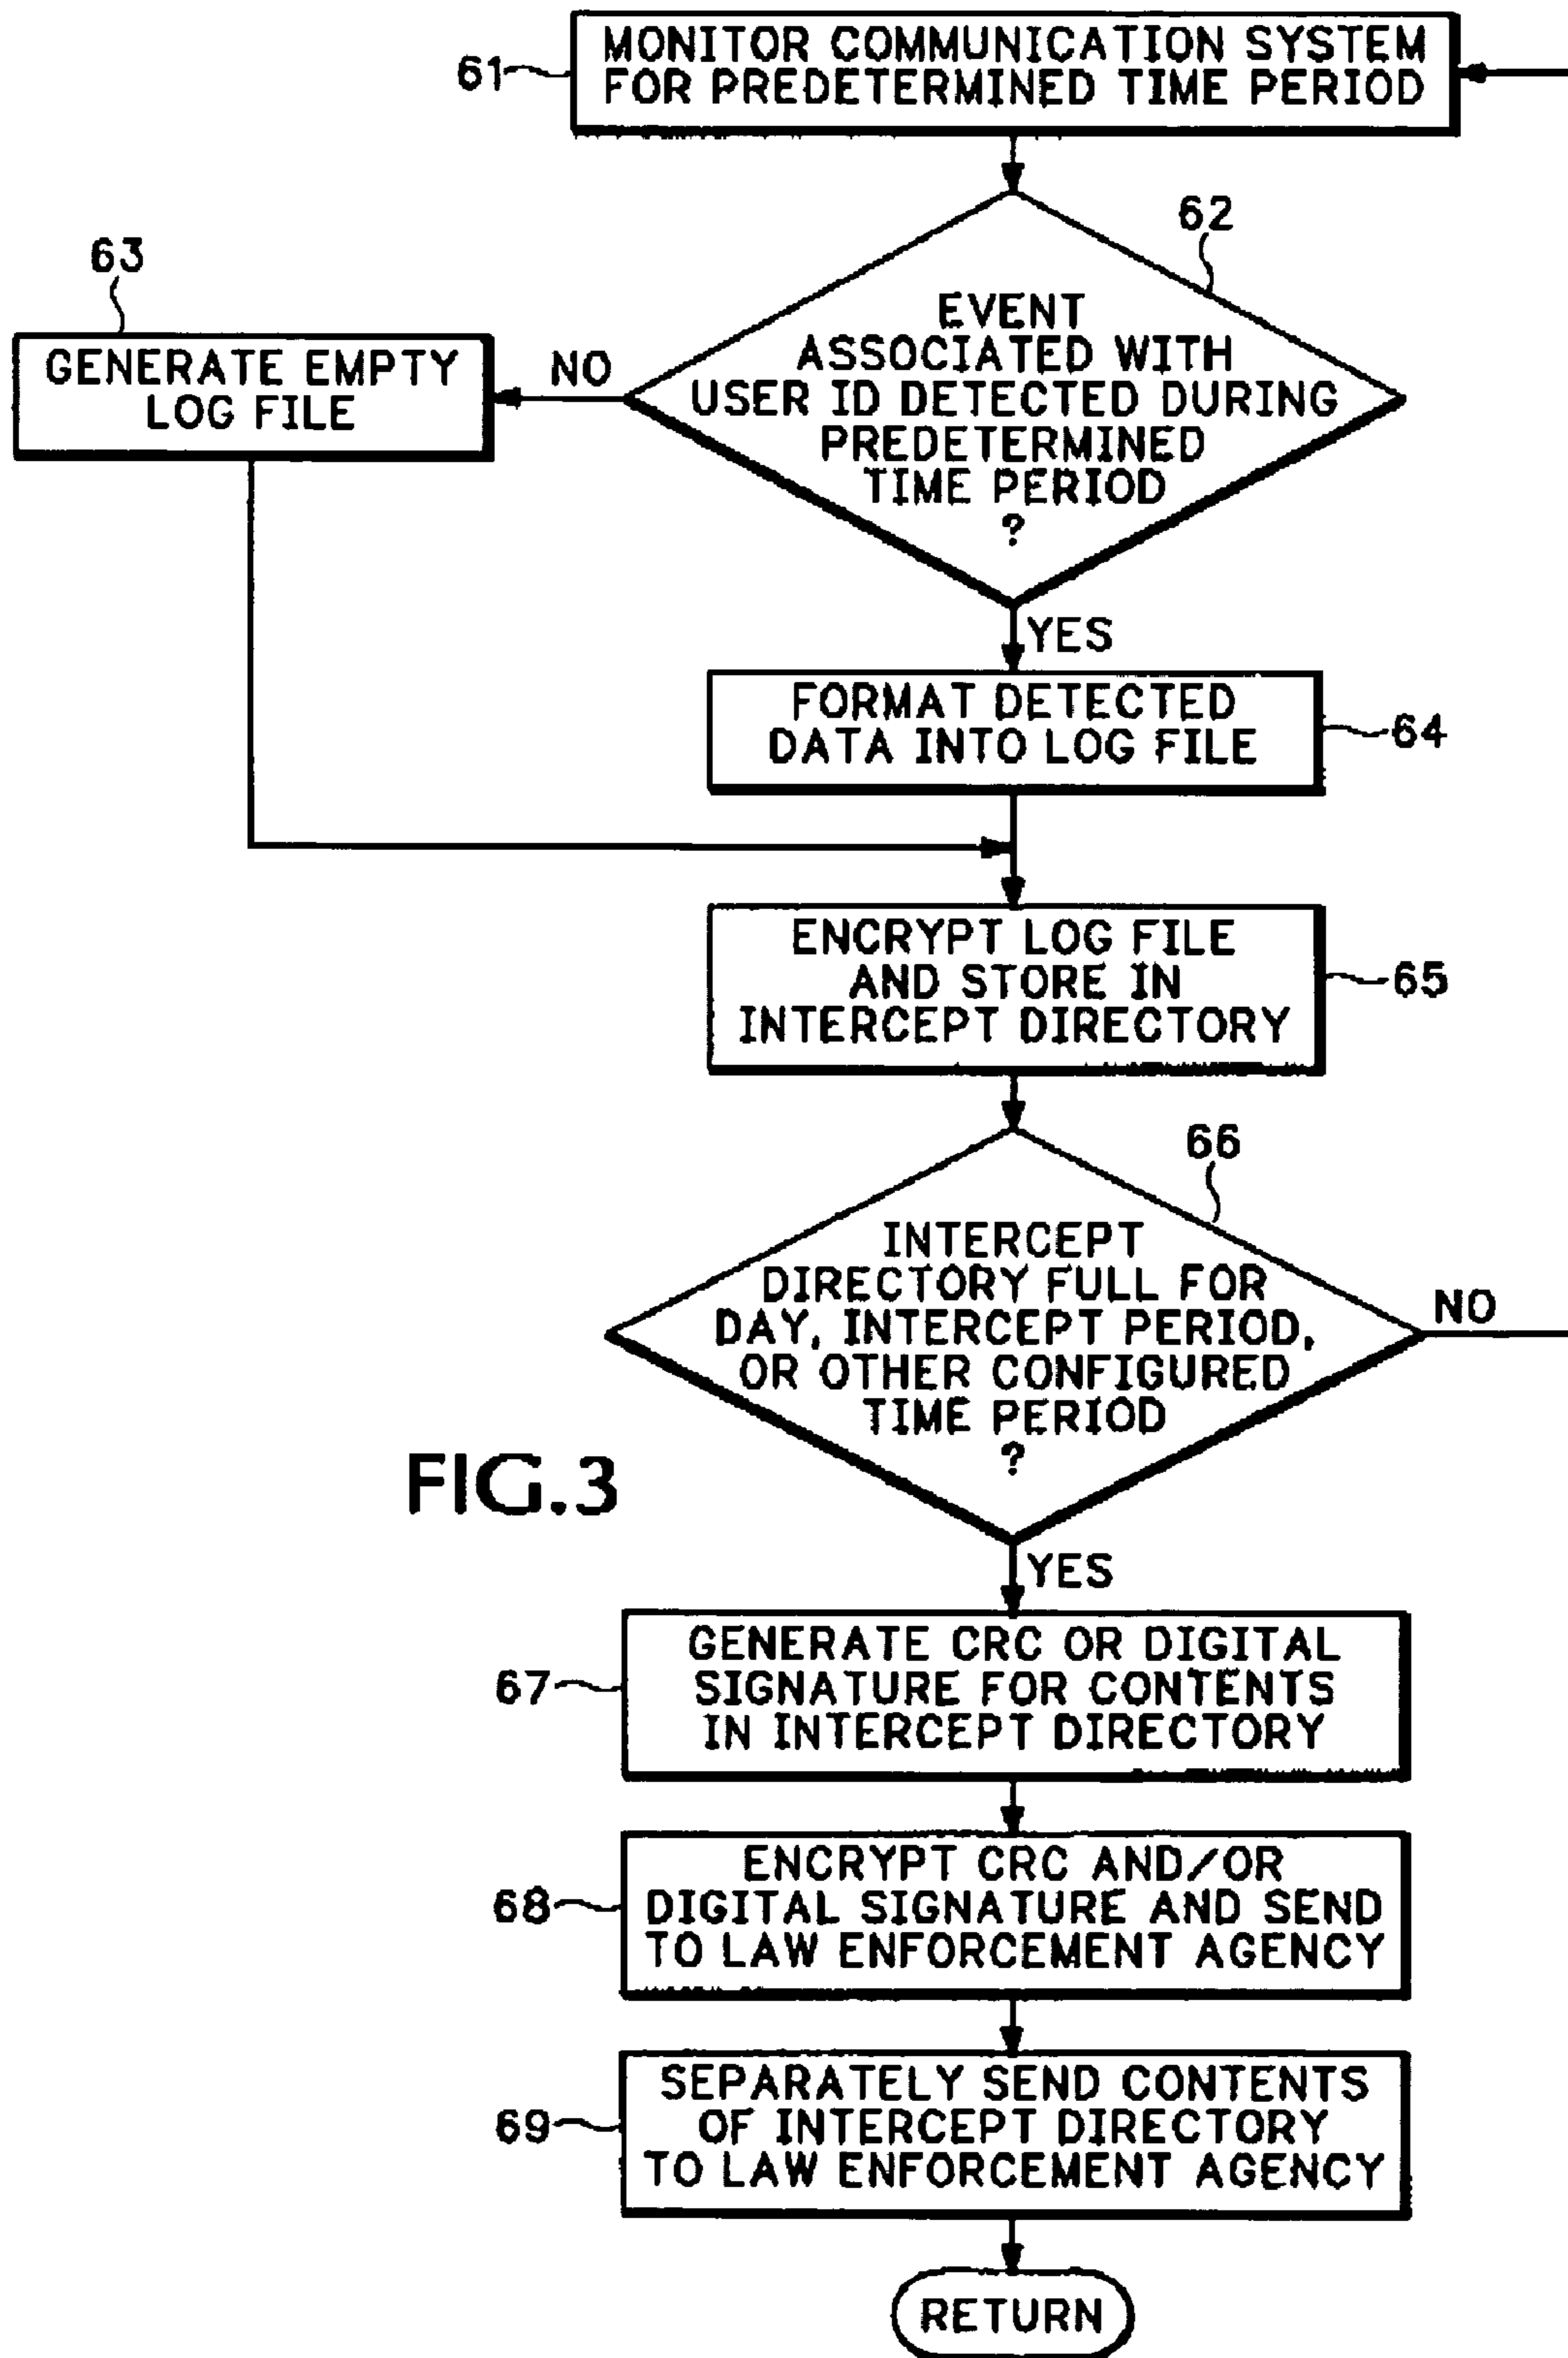 61
MONITOR COMMUNICATION SYSTEM
FOR PREDETERMINED TIME PERIOD
62
EVENT
ASSOCIATED WITH
USER ID DETECTED DURING
PREDETERMINED
TIME PERIOD
?
NO
63
GENERATE EMPTY
LOG FILE
YES
FORMAT DETECTED
DATA INTO LOG FILE
64
ENCRYPT LOG FILE
AND STORE IN
INTERCEPT DIRECTORY
65
66
INTERCEPT
DIRECTORY FULL FOR
DAY, INTERCEPT PERIOD,
OR OTHER CONFIGURED
TIME PERIOD
?
NO
FIG.3
YES
67
GENERATE CRC OR DIGITAL
SIGNATURE FOR CONTENTS
IN INTERCEPT DIRECTORY
68
ENCRYPT CRC AND/OR
DIGITAL SIGNATURE AND SEND
TO LAW ENFORCEMENT AGENCY
69
SEPARATELY SEND CONTENTS
OF INTERCEPT DIRECTORY
TO LAW ENFORCEMENT AGENCY
RETURN